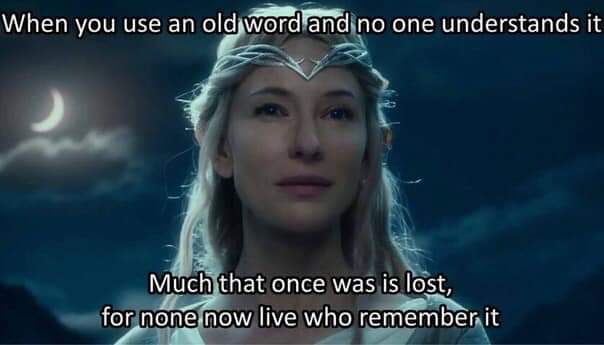 When you use an old word and no one understands it
Much that once was is lost,
for none now live who remember it